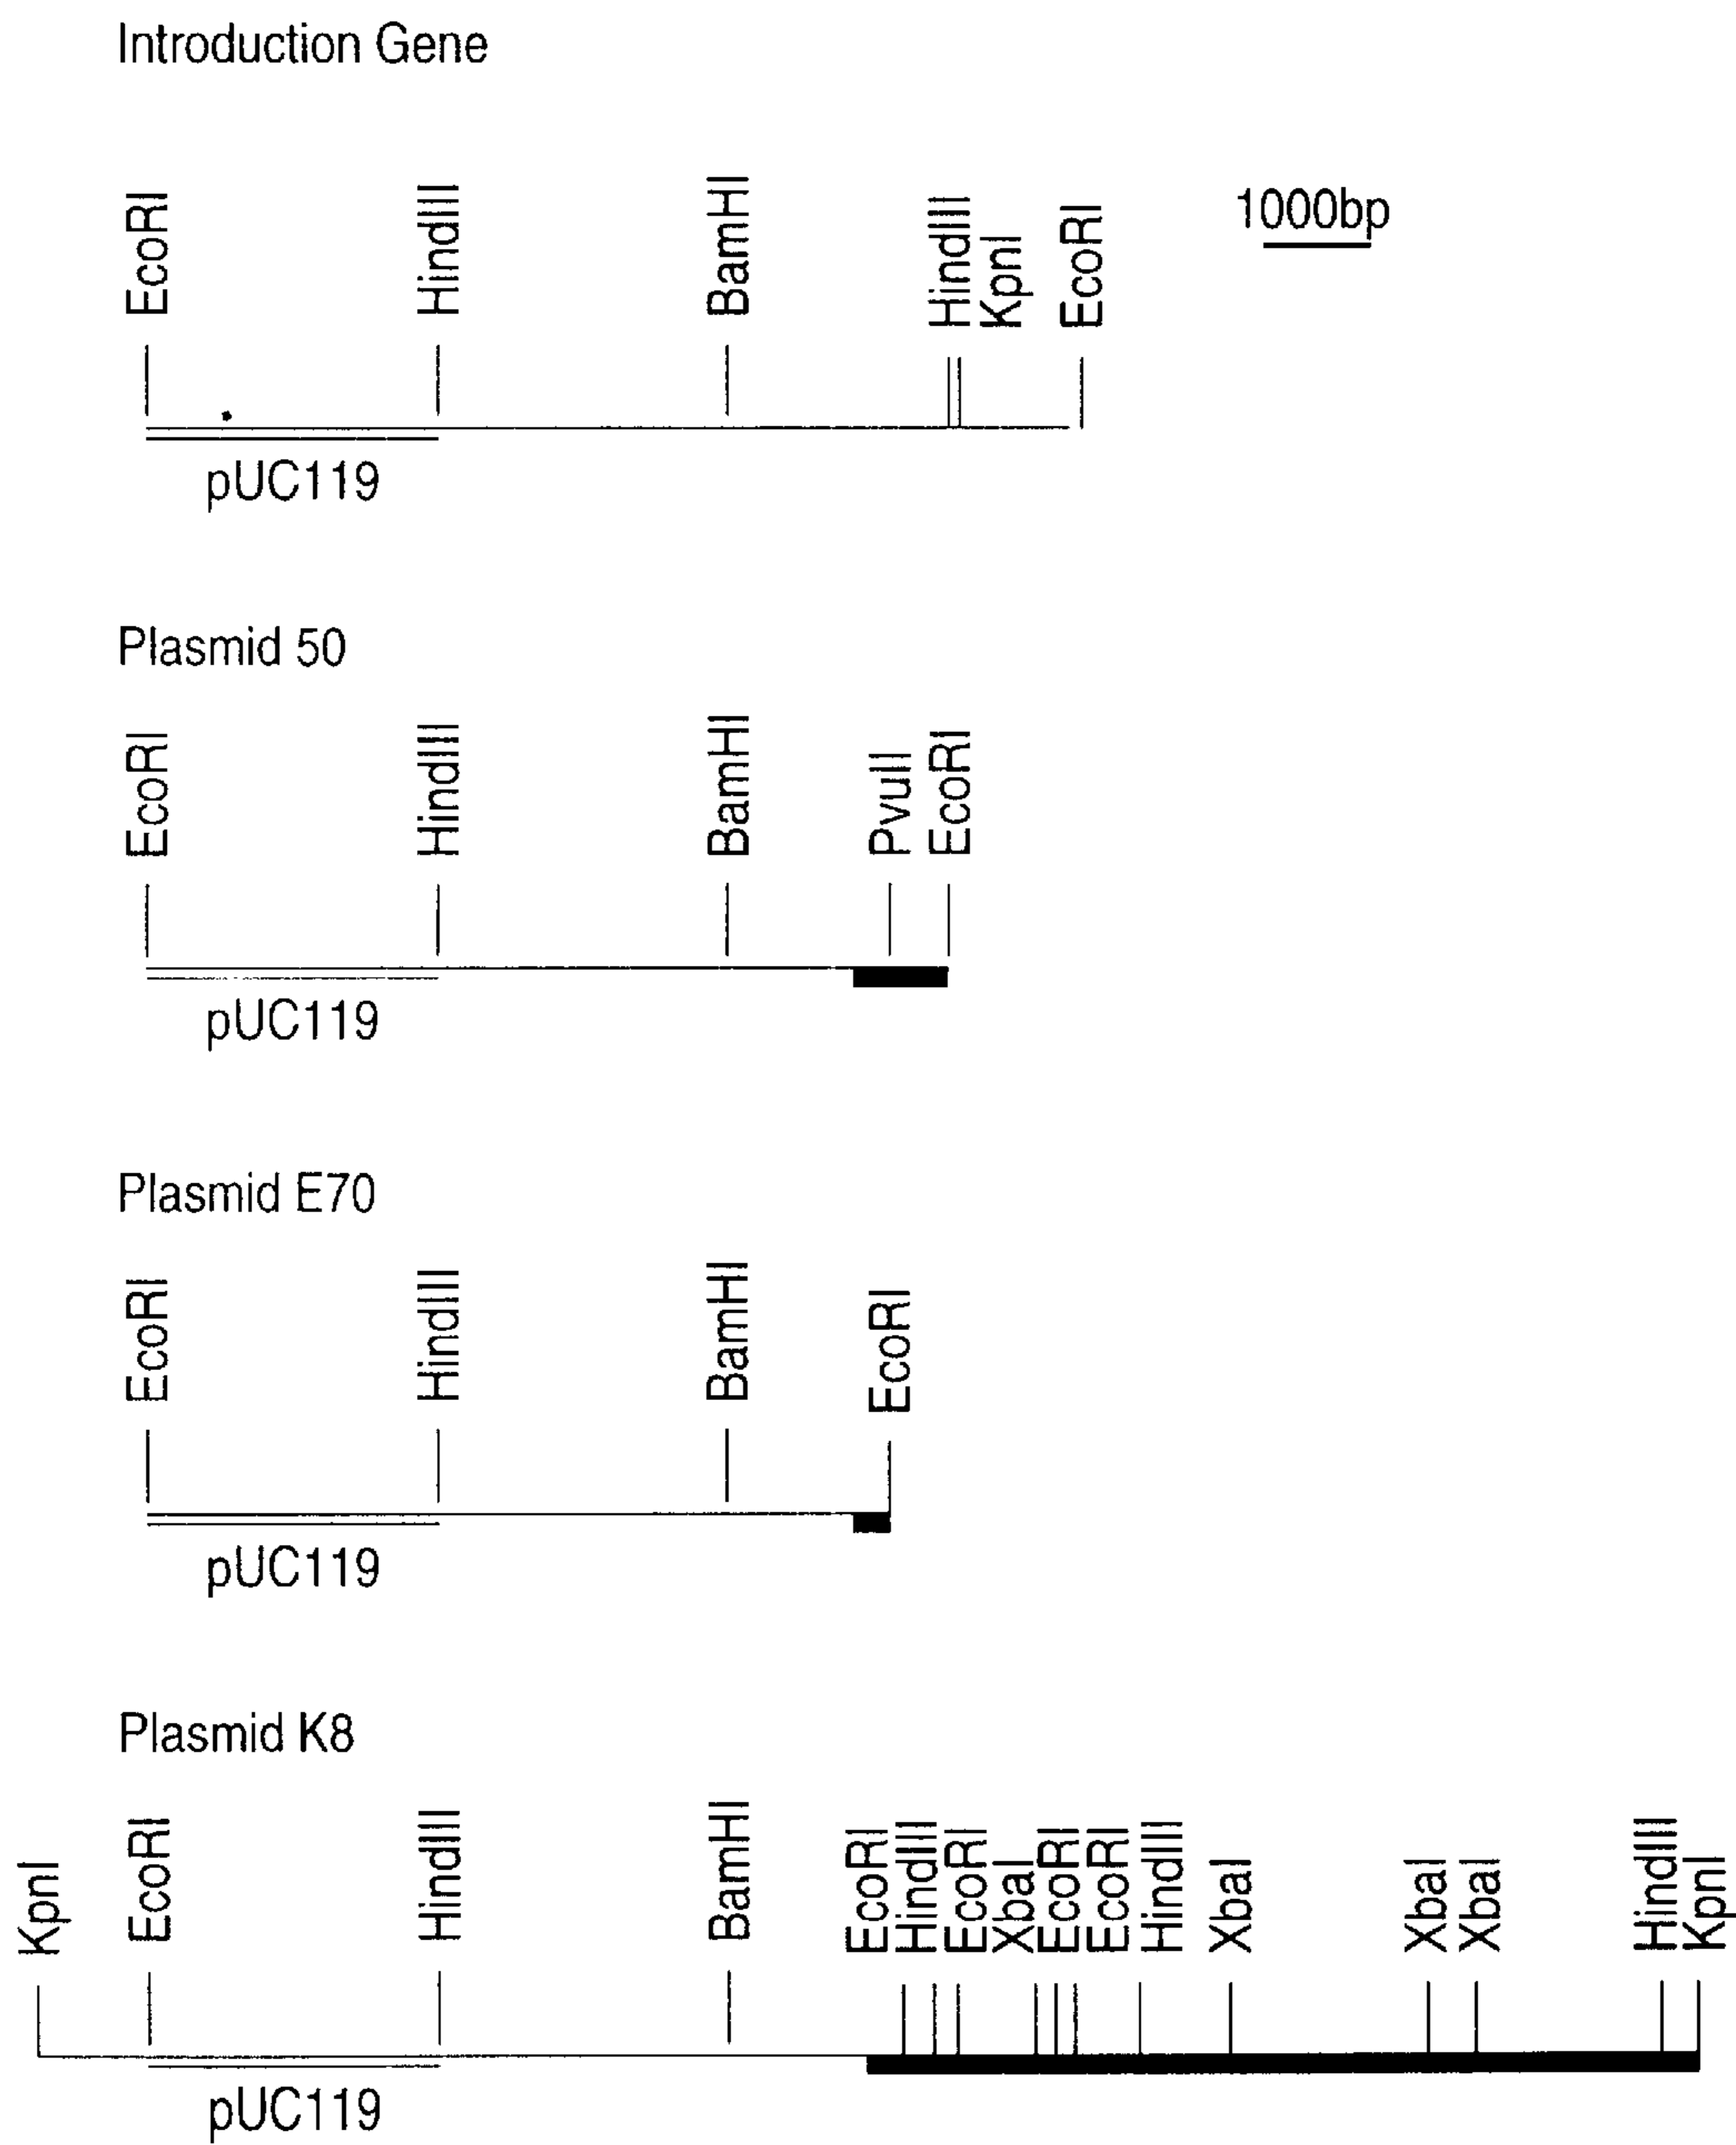 Introduction Gene
EcoRI
HindIII
BamHI
HindIII
KpnI
EcoRI
1000bp
pUC119
Plasmid 50
EcoRI
HindIII
BamHI
PvuII
EcoRI
pUC119
Plasmid E70
EcoRI
HindIII
BamHI
EcoRI
pUC119
Plasmid K8
KpnI
EcoRI
HindIII
BamHI
EcoRI
HindIII
EcoRI
XbaI
EcoRI
EcoRI
HindIII
XbaI
XbaI
XbaI
HindIII
KpnI
pUC119